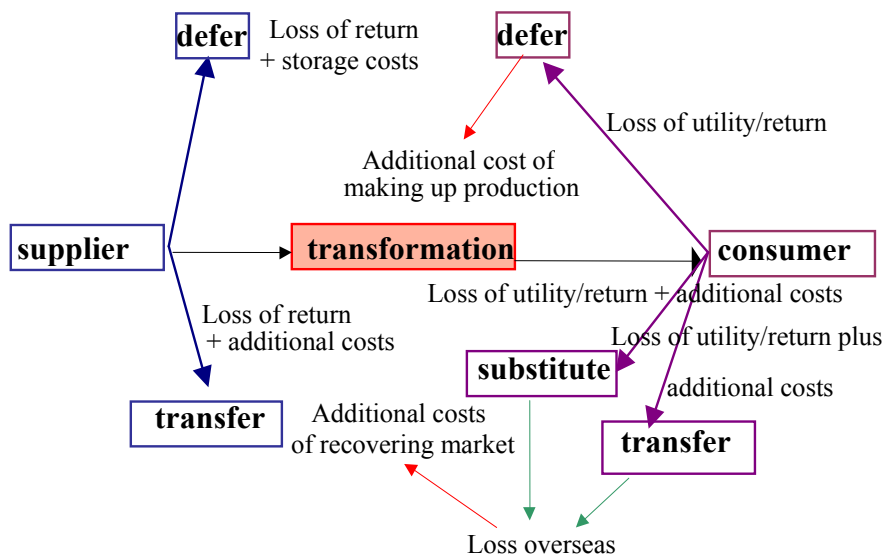 defer
Loss of return
+ storage costs
defer
Loss of utility/return
Additional cost of
making up production
supplier
transformation
consumer
Loss of utility/return + additional costs
Loss of return
+ additional costs
Loss of utility/return plus
additional costs
substitute
transfer
Additional costs
of recovering market
transfer
Loss overseas